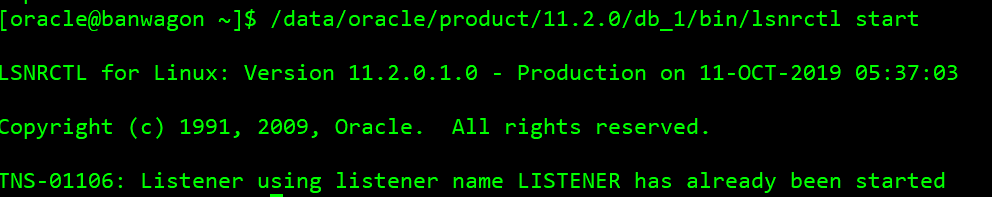 [oracle@banwagon ~]$ /data/oracle/product/11.2.0/db_1/bin/lsnrctl start
LSNRCTL for Linux: Version 11.2.0.1.0 - Production on 11-OCT-2019 05:37:03
Copyright (c) 1991, 2009, Oracle.  All rights reserved.
TNS-01106: Listener using listener name LISTENER has already been started